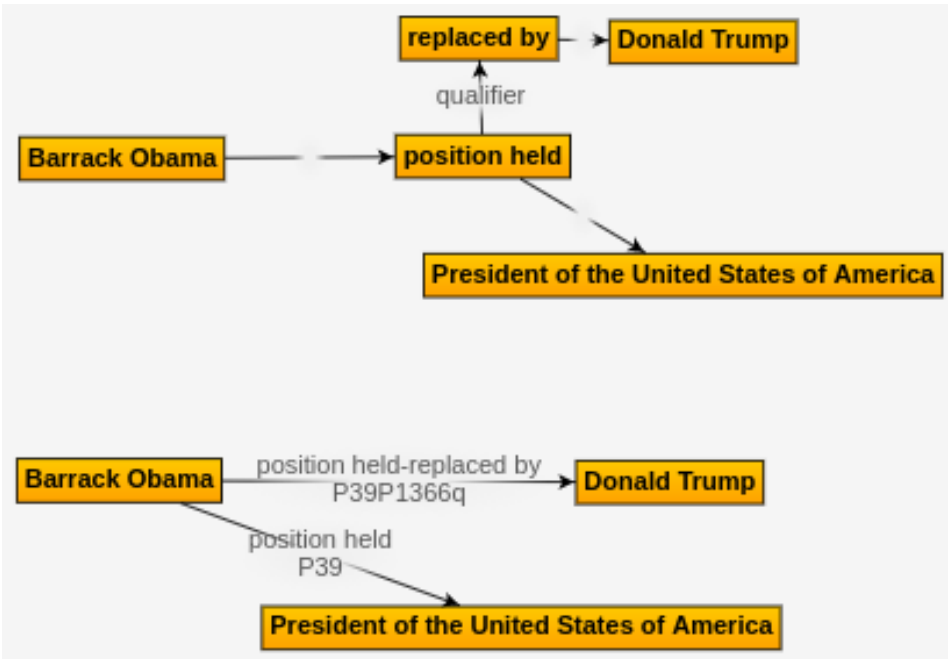 replaced by
Donald Trump
qualifier
Barrack Obama
position held
President of the United States of America
Barrack Obama
position held-replaced by
P39P1366q
Donald Trump
position held
P39
President of the United States of America